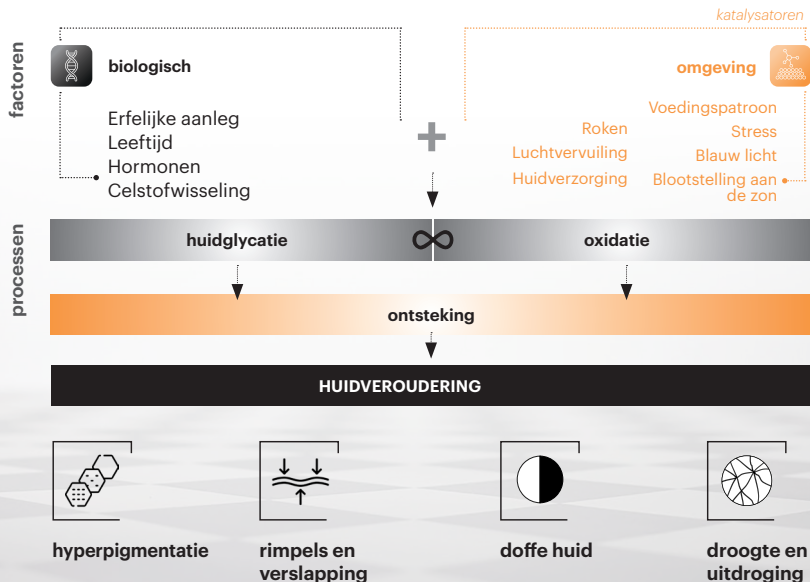 katalysatoren
factoren
biologisch
omgeving
Erfelijke aanleg
Leeftijd
Hormonen
Celstofwisseling
Roken
Luchtvervuiling
Huidverzorging
Voedingspatroon
Stress
Blauw licht
Blootstelling aan
de zon
processen
huidglycatie
oxidatie
ontsteking
HUIDVEROUDERING
hyperpigmentatie
rimpels en
verslapping
doffe huid
droogte en
uitdroging